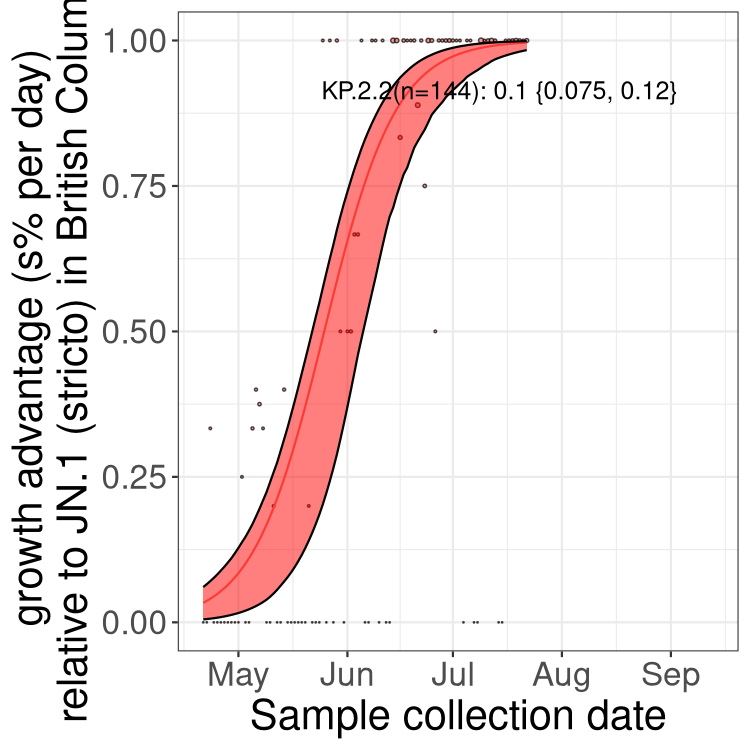 growth advantage (s% per day)
relative to JN.1 (stricto) in British Colum
1.00
0.75
0.50
0.25
0.00
KP.2.2(n=144): 0.1 {0.075, 0.12}
May Jun Jul Aug Sep
Sample collection date